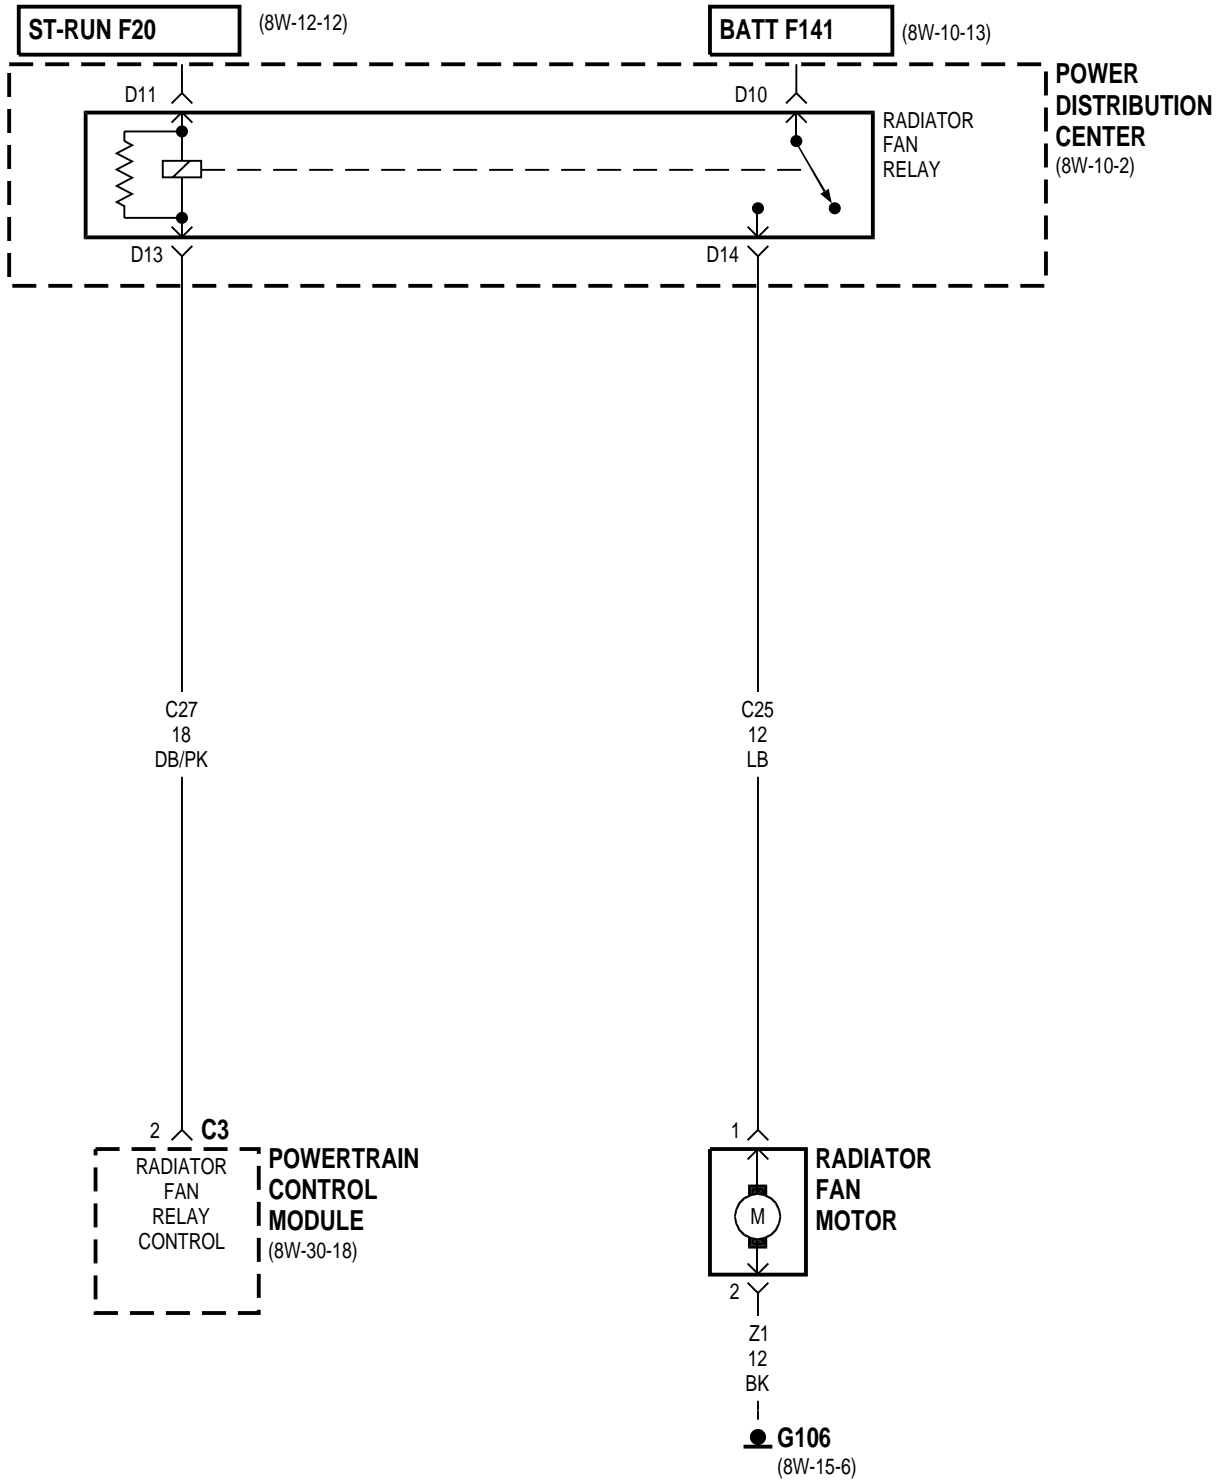 ST-RUN F20
(8W-12-12)
BATT F141
(8W-10-13)
POWER
DISTRIBUTION
CENTER
(8W-10-2)
D11
D10
RADIATOR
FAN
RELAY
D13
D14
C27
18
DB/PK
C25
12
LB
2
C3
RADIATOR
FAN
RELAY
CONTROL
POWERTRAIN
CONTROL
MODULE
(8W-30-18)
1
RADIATOR
FAN
MOTOR
M
2
Z1
12
BK
G106
(8W-15-6)